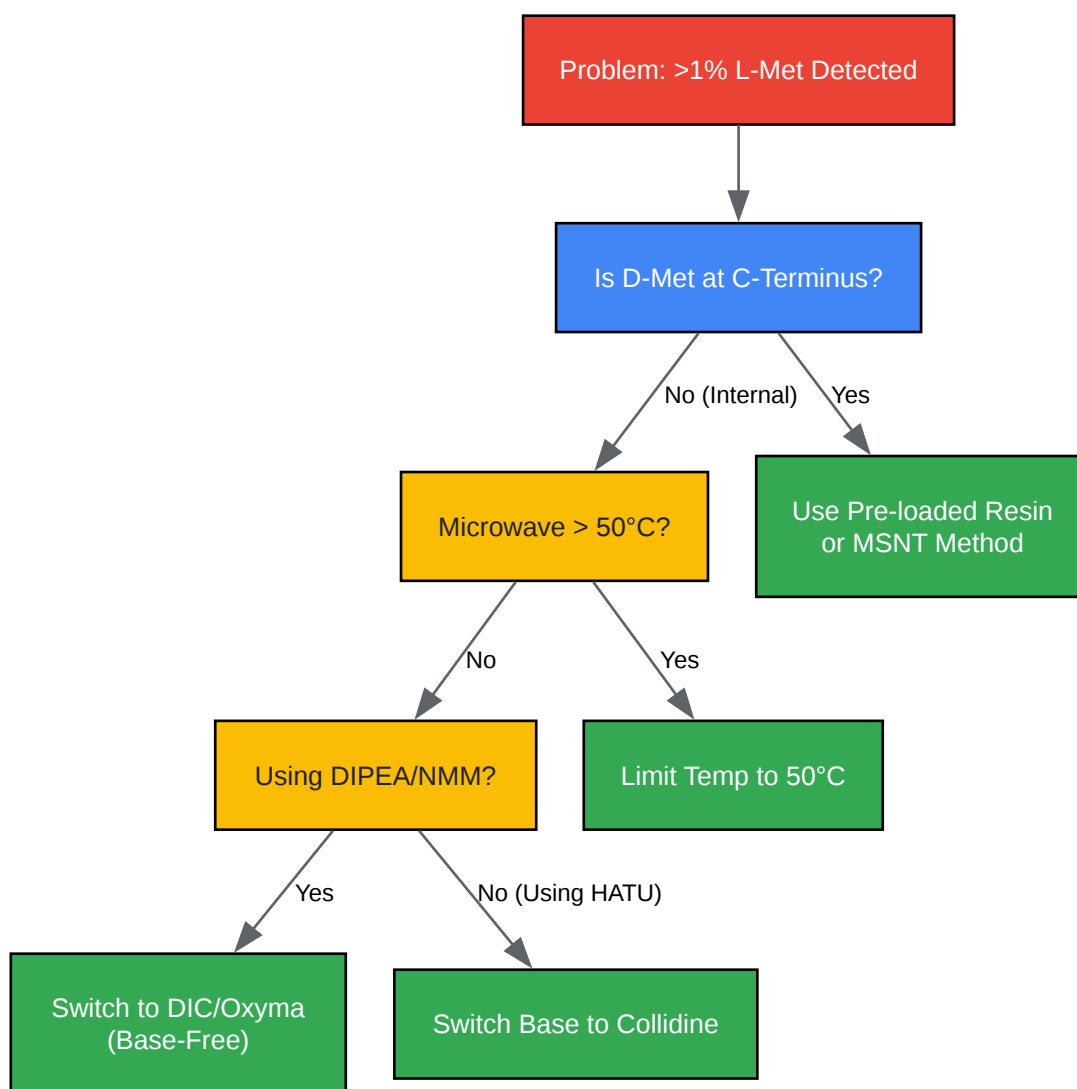 Problem: >1% L-Met Detected
Is D-Met at C-Terminus?
No (Internal)
Yes
Microwave > 50°C?
Use Pre-loaded Resin
or MSNT Method
No
Yes
Using DIPEA/NMM?
Limit Temp to 50°C
Yes
No (Using HATU)
Switch to DIC/Oxyma
(Base-Free)
Switch Base to Collidine